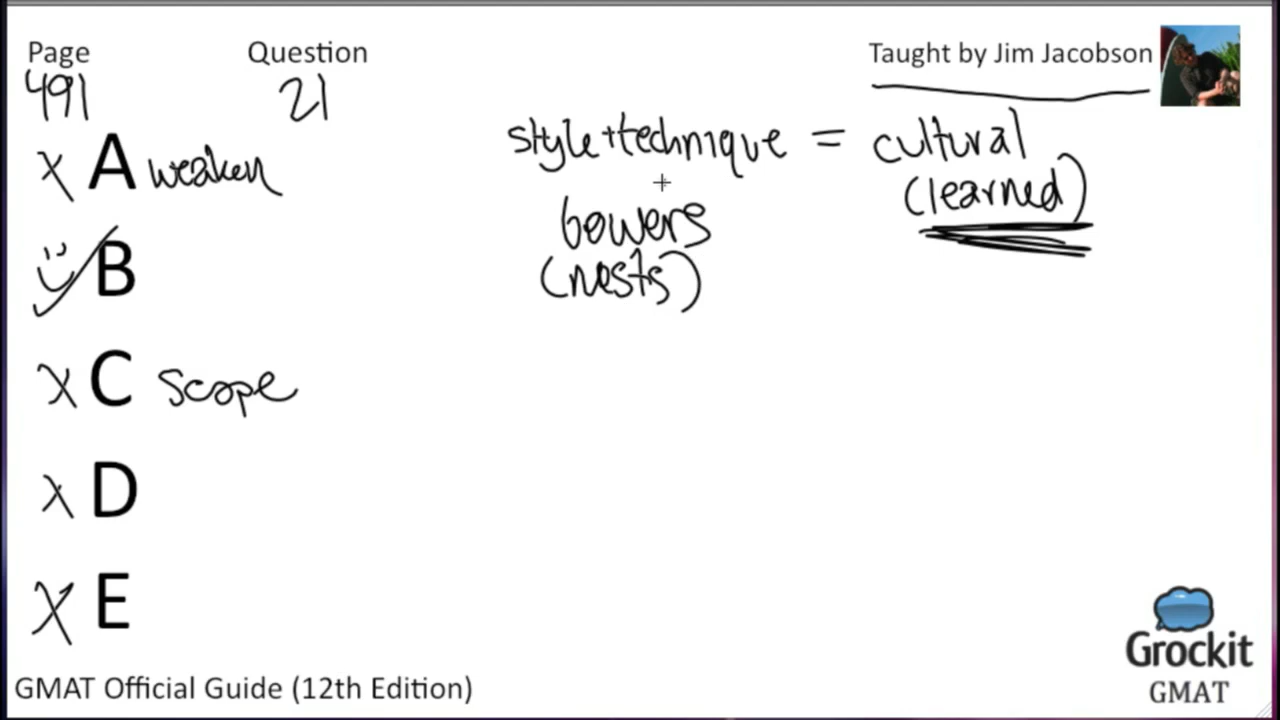 Page Question Taught by Jim Jacobson
491 21
style+technique = cultural
(learned)
bowers
(nests)
X A weaken
B
X C scope
X D
X E
GMAT Official Guide (12th Edition)
Grockit
GMAT